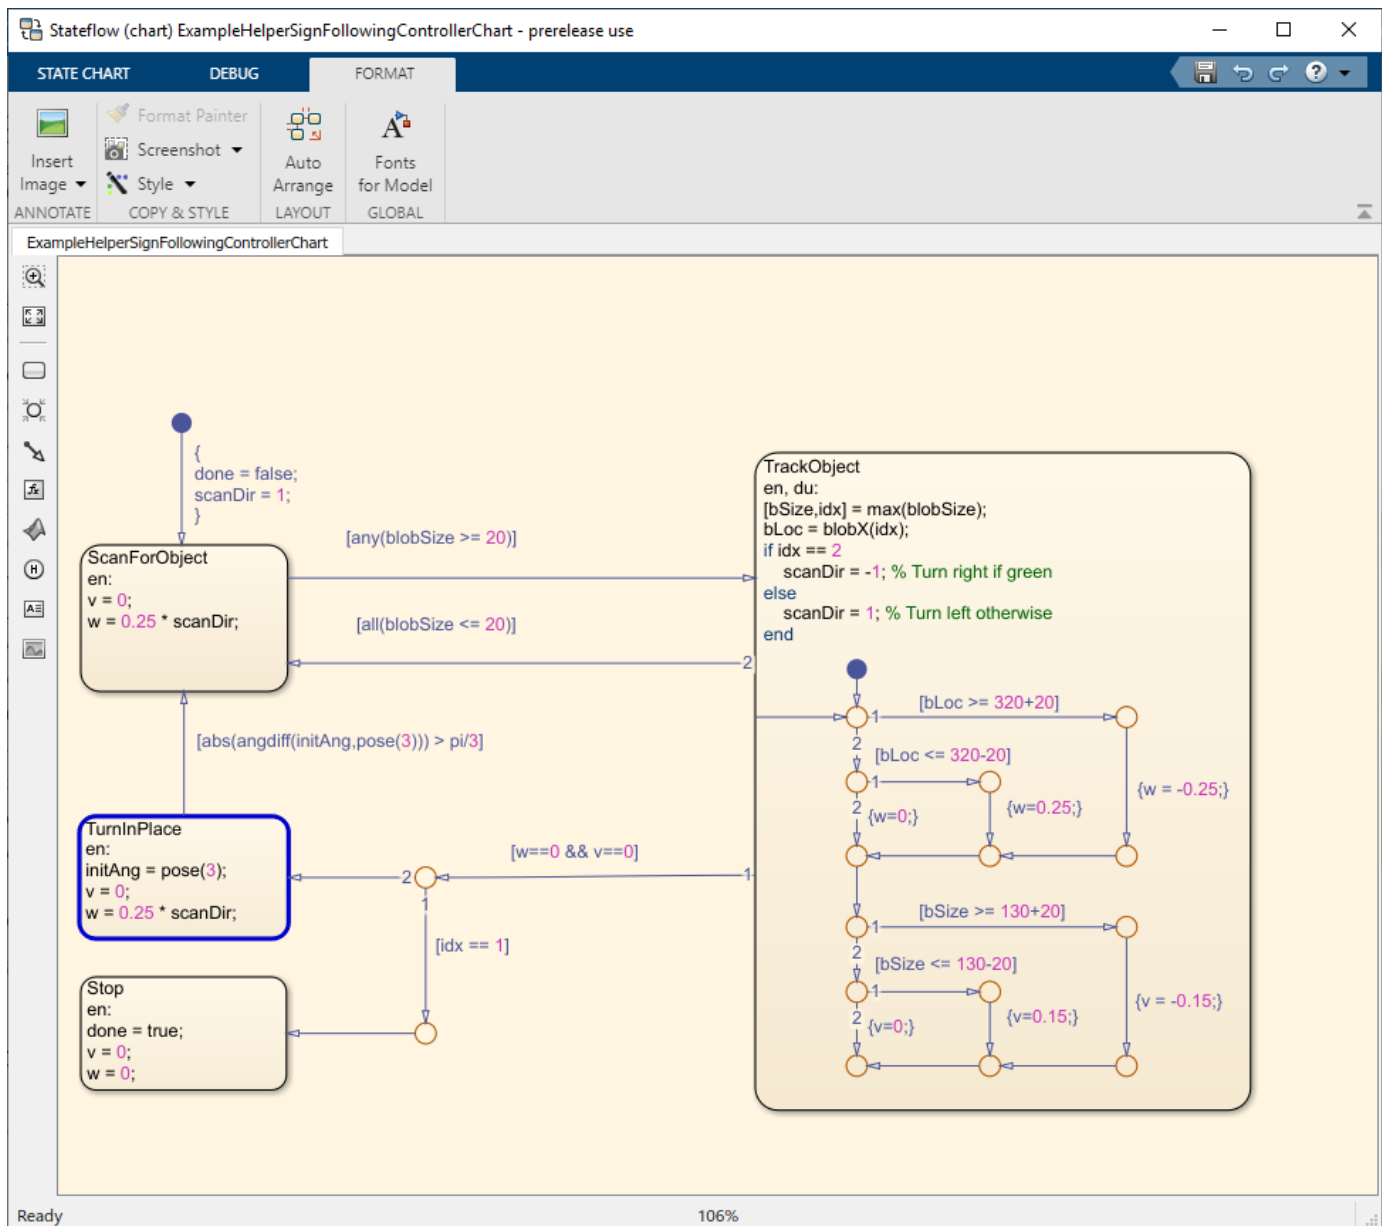 Stateflow (chart) ExampleHelperSignFollowingControllerChart - prerelease use
STATE CHART
DEBUG
FORMAT
Insert
Image
Format Painter
Screenshot
Style
Auto
Arrange
Fonts
for Model
ANNOTATE
COPY & STYLE
LAYOUT
GLOBAL
ExampleHelperSignFollowingControllerChart
{
done = false;
scanDir = 1;
}
ScanForObject
en:
v = 0;
w = 0.25 * scanDir;
[any(blobSize >= 20)]
[all(blobSize <= 20)]
2
TrackObject
en, du:
[bSize,idx] = max(blobSize);
bLoc = blobX(idx);
if idx == 2
scanDir = -1; % Turn right if green
else
scanDir = 1; % Turn left otherwise
end
1
[bLoc >= 320+20]
2
[bLoc <= 320-20]
1
{w = -0.25;}
2
{w=0;}
{w=0.25;}
1
[bSize >= 130+20]
2
[bSize <= 130-20]
1
{v = -0.15;}
2
{v=0;}
{v=0.15;}
[abs(angdiff(initAng,pose(3))) > pi/3]
TurnInPlace
en:
initAng = pose(3);
v = 0;
w = 0.25 * scanDir;
[w==0 && v==0]
1
2
1
[idx == 1]
Stop
en:
done = true;
v = 0;
w = 0;
Ready
106%